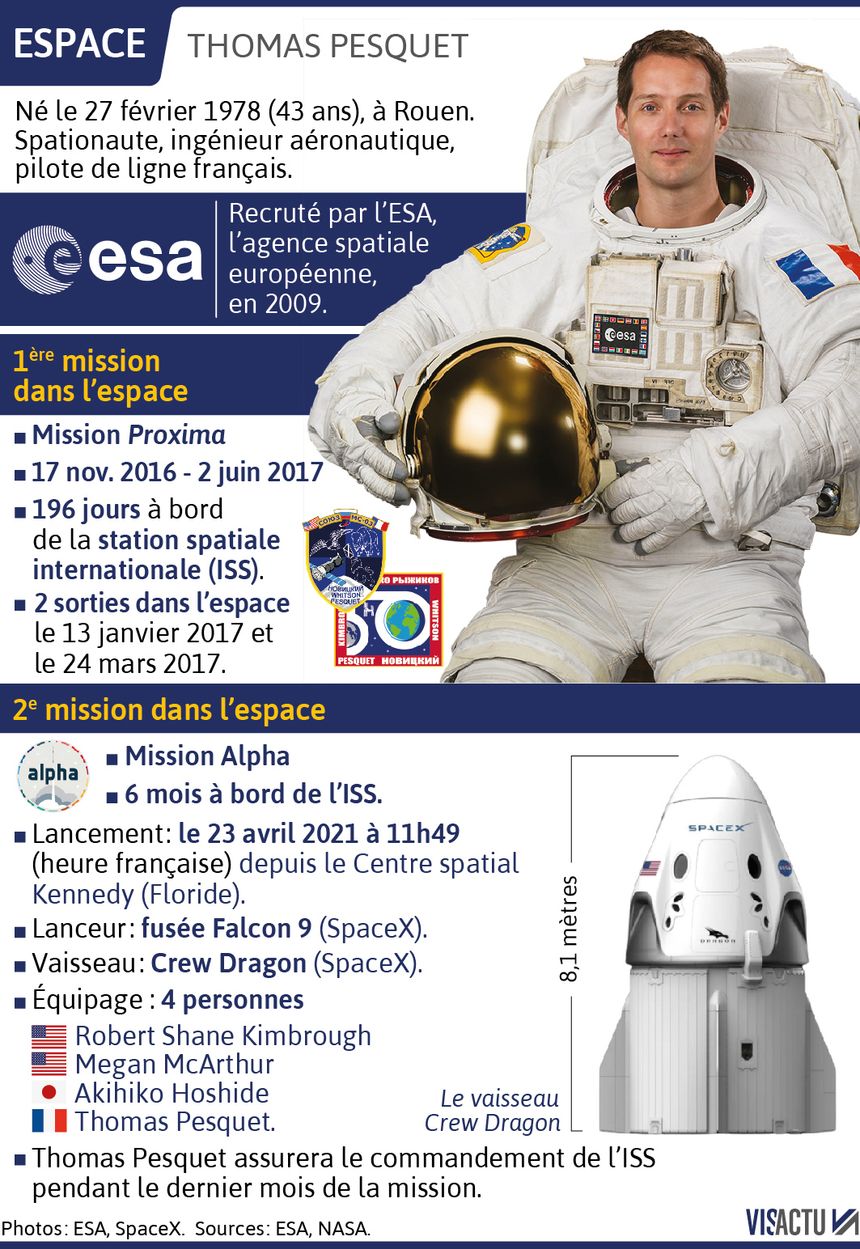 ESPACE
THOMAS PESQUET
Né le 27 février 1978 (43 ans), à Rouen.
Spationaute, ingénieur aéronautique,
pilote de ligne français.
esa
Recruté par l'ESA,
l'agence spatiale
européenne,
en 2009.
esa
1ère mission
dans l'espace
■ Mission Proxima
■ 17 nov. 2016 - 2 juin 2017
■ 196 jours à bord
de la station spatiale
internationale (ISS).
■ 2 sorties dans l'espace
le 13 janvier 2017 et
le 24 mars 2017.
СОЮЗ МС-03
НОВИЦКИЙ
WHITSON
PESQUET
КО РЫЖИКОВ
KIMBRO
50
WHITSON
PESQUET НОВИЦКИЙ
2e mission dans l'espace
alpha
■ Mission Alpha
■ 6 mois à bord de l'ISS.
■ Lancement : le 23 avril 2021 à 11h49
(heure française) depuis le Centre spatial
Kennedy (Floride).
■ Lanceur : fusée Falcon 9 (SpaceX).
■ Vaisseau : Crew Dragon (SpaceX).
■ Équipage : 4 personnes
Robert Shane Kimbrough
Megan McArthur
Akihiko Hoshide
Thomas Pesquet.
SPACEX
NASA
DRAGON
8,1 mètres
Le vaisseau
Crew Dragon
■ Thomas Pesquet assurera le commandement de l'ISS
pendant le dernier mois de la mission.
Photos : ESA, SpaceX. Sources : ESA, NASA.
VISACTU